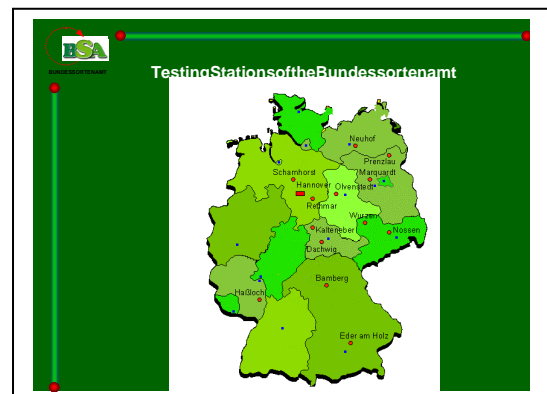 BSA
BUNDESSORTENAMT
TestingStationsoftheBundessortenamt
Neuhof
Prenzlau
Scharnhorst
Marquardt
Hannover
Olvenstedt
Rethmar
Wurzen
Kalteneber
Nossen
Dachwig
Bamberg
Haßloch
Eder am Holz